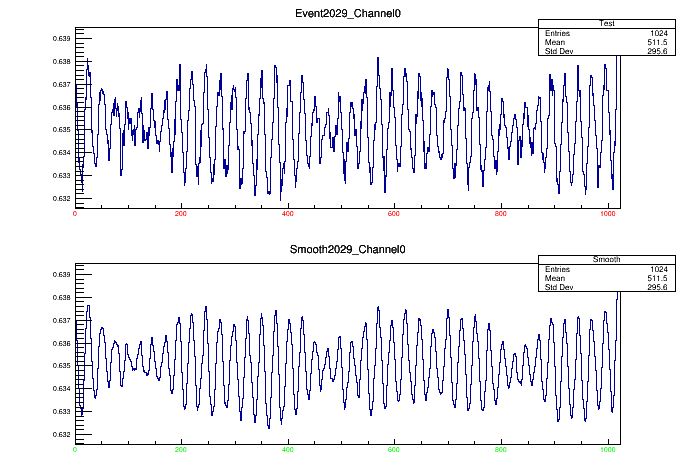 Event2029_Channel0
Test
Entries 1024
Mean 511.5
Std Dev 295.6
0.639
0.638
0.637
0.636
0.635
0.634
0.633
0.632
0 200 400 600 800 1000
Smooth2029_Channel0
Smooth
Entries 1024
Mean 511.5
Std Dev 295.6
0.639
0.638
0.637
0.636
0.635
0.634
0.633
0.632
0 200 400 600 800 1000